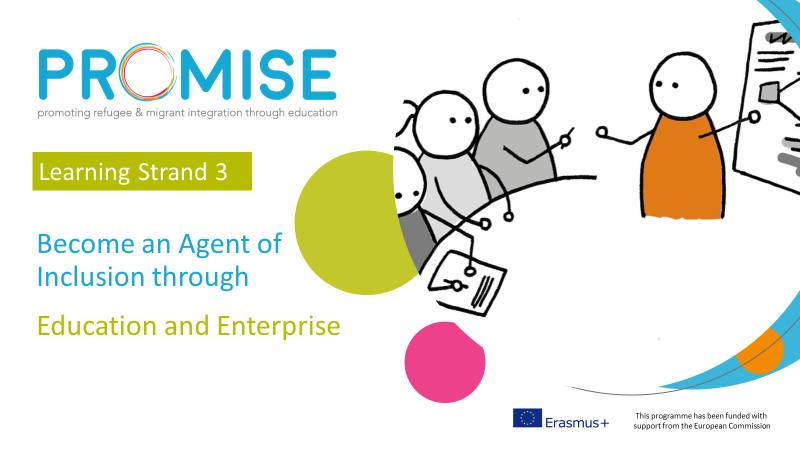 PROMISE
promoting refugee & migrant integration through education
Learning Strand 3
Become an Agent of
Inclusion through
Education and Enterprise
Erasmus+
This programme has been funded with
support from the European Commission